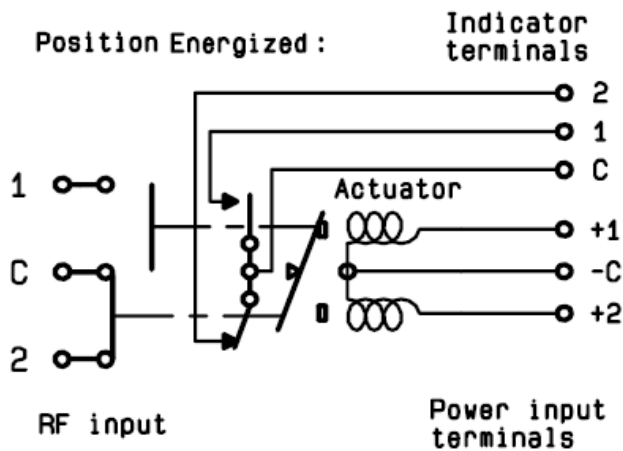 Position Energized :
Indicator
terminals
2
1
C
1
Actuator
+1
C
-C
+2
2
RF input
Power input
terminals